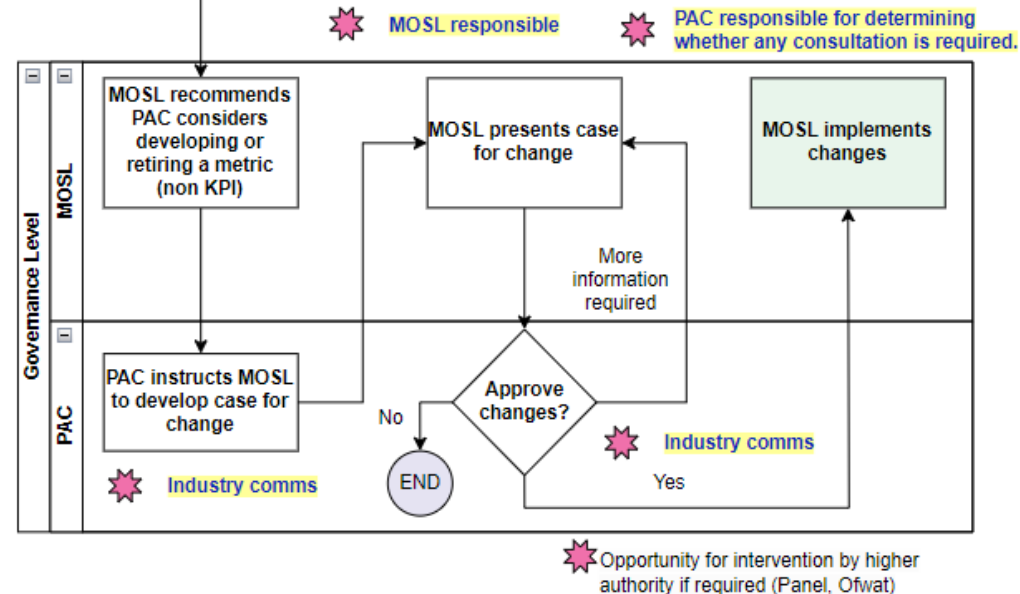 MOSL responsible
PAC responsible for determining
whether any consultation is required.
Governance Level
MOSL
MOSL recommends
PAC considers
developing or
retiring a metric
(non KPI)
MOSL presents case
for change
MOSL implements
changes
More
information
required
PAC
PAC instructs MOSL
to develop case for
change
Approve
changes?
No
END
Industry comms
Yes
Industry comms
Opportunity for intervention by higher
authority if required (Panel, Ofwat)